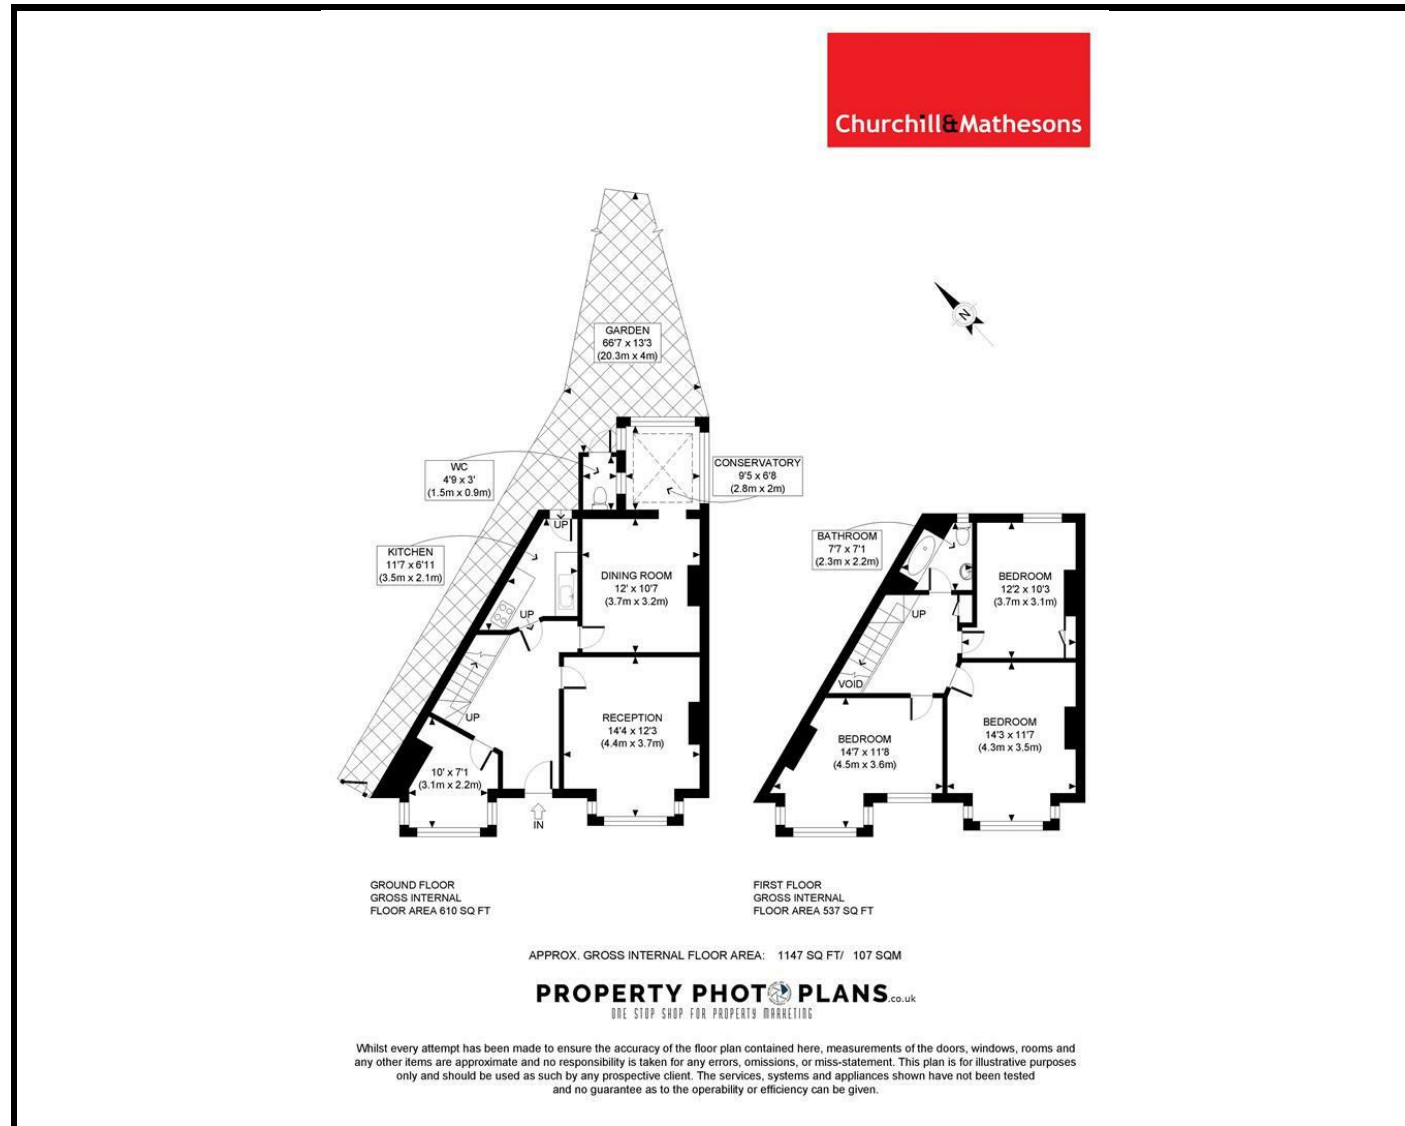 Churchill&Mathesons
GARDEN
66'7 x 13'3
(20.3m x 4m)
N
WC
4'9 x 3'
(1.5m x 0.9m)
CONSERVATORY
9'5 x 6'8
(2.8m x 2m)
UP
KITCHEN
11'7 x 6'11
(3.5m x 2.1m)
DINING ROOM
12' x 10'7
(3.7m x 3.2m)
UP
UP
RECEPTION
14'4 x 12'3
(4.4m x 3.7m)
10' x 7'1
(3.1m x 2.2m)
IN
BATHROOM
7'7 x 7'1
(2.3m x 2.2m)
BEDROOM
12'2 x 10'3
(3.7m x 3.1m)
UP
VOID
BEDROOM
14'7 x 11'8
(4.5m x 3.6m)
BEDROOM
14'3 x 11'7
(4.3m x 3.5m)
GROUND FLOOR
GROSS INTERNAL
FLOOR AREA 610 SQ FT
FIRST FLOOR
GROSS INTERNAL
FLOOR AREA 537 SQ FT
APPROX. GROSS INTERNAL FLOOR AREA: 1147 SQ FT/ 107 SQM
PROPERTY PHOTO PLANS.co.uk
ONE STOP SHOP FOR PROPERTY MARKETING
Whilst every attempt has been made to ensure the accuracy of the floor plan contained here, measurements of the doors, windows, rooms and
any other items are approximate and no responsibility is taken for any errors, omissions, or miss-statement. This plan is for illustrative purposes
only and should be used as such by any prospective client. The services, systems and appliances shown have not been tested
and no guarantee as to the operability or efficiency can be given.